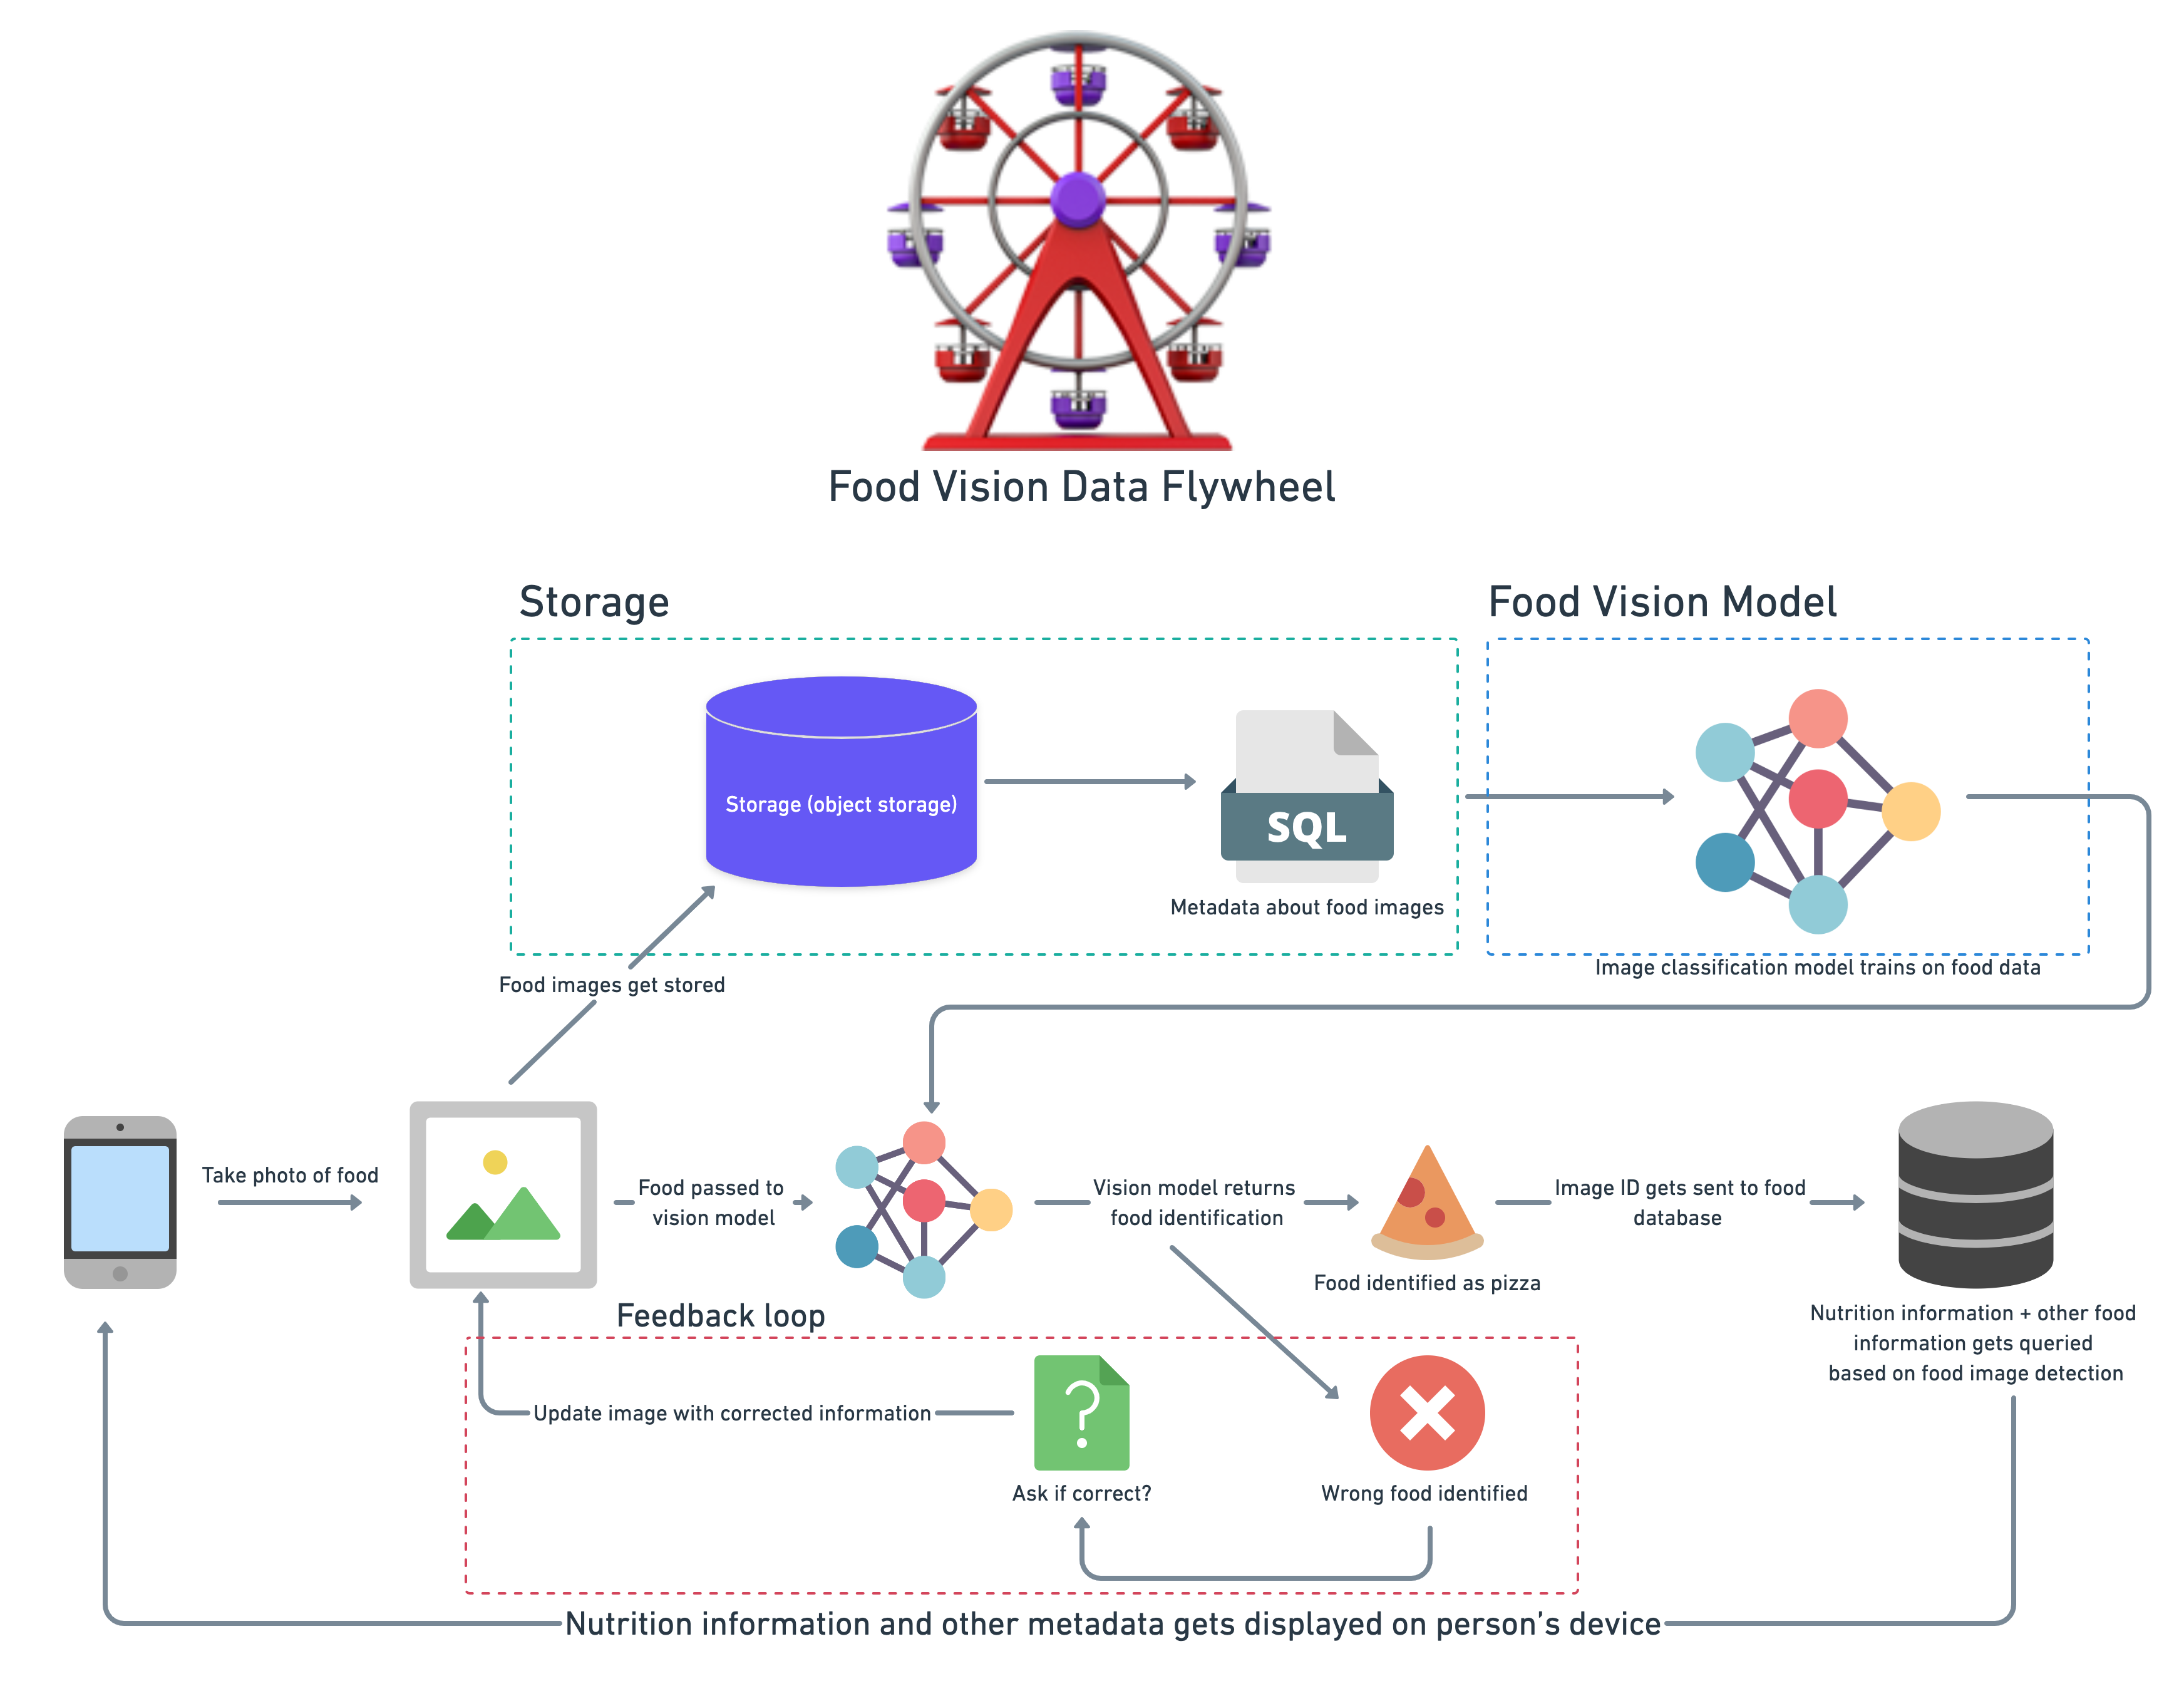 Food Vision Data Flywheel
Storage
Food Vision Model
Storage (object storage)
SQL
Metadata about food images
Image classification model trains on food data
Food images get stored
Take photo of food
Food passed to
vision model
Vision model returns
food identification
Image ID gets sent to food
database
Food identified as pizza
Nutrition information + other food
information gets queried
based on food image detection
Feedback loop
Update image with corrected information
Ask if correct?
Wrong food identified
Nutrition information and other metadata gets displayed on person’s device